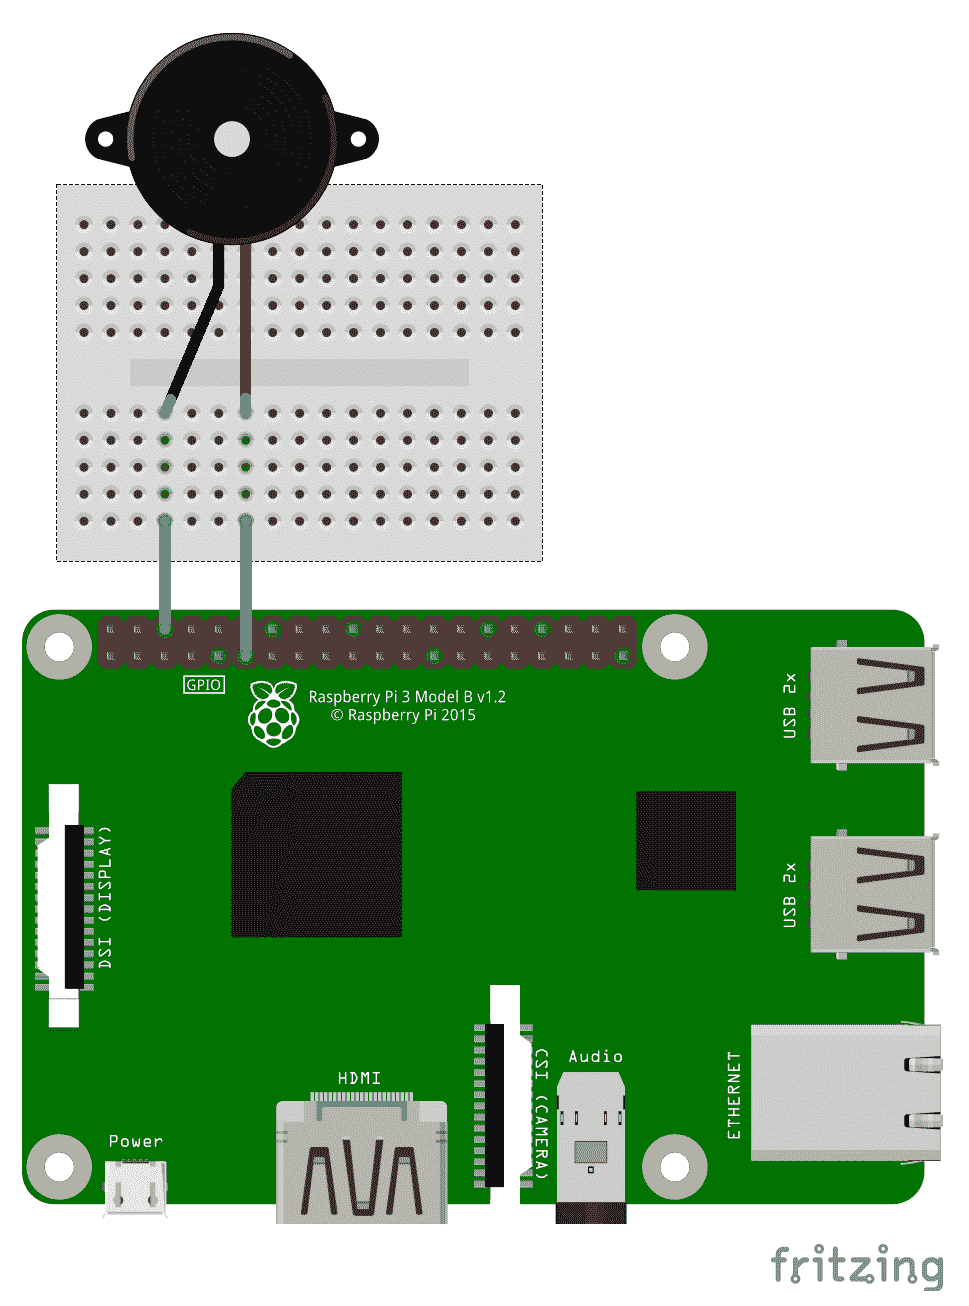 GPIO
Raspberry Pi 3 Model B v1.2
© Raspberry Pi 2015
USB 2x
DSI (DISPLAY)
USB 2x
CSI (CAMERA)
Audio
ETHERNET
HDMI
Power
fritzing